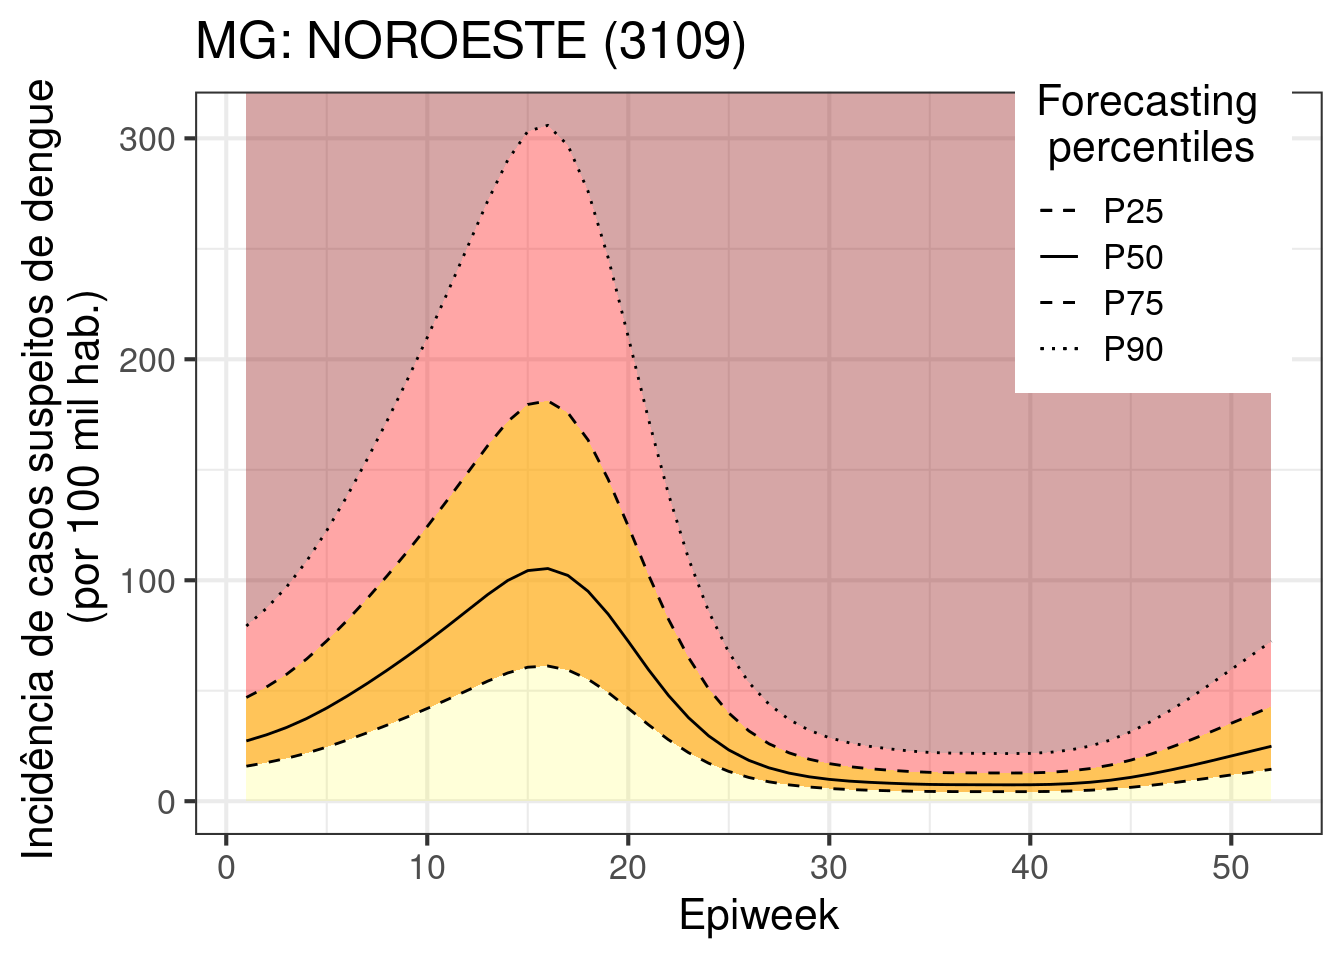 MG: NOROESTE (3109)
Incidência de casos suspeitos de dengue
(por 100 mil hab.)
300
200
100
0
0 10 20 30 40 50
Epiweek
Forecasting
percentiles
P25
P50
P75
P90